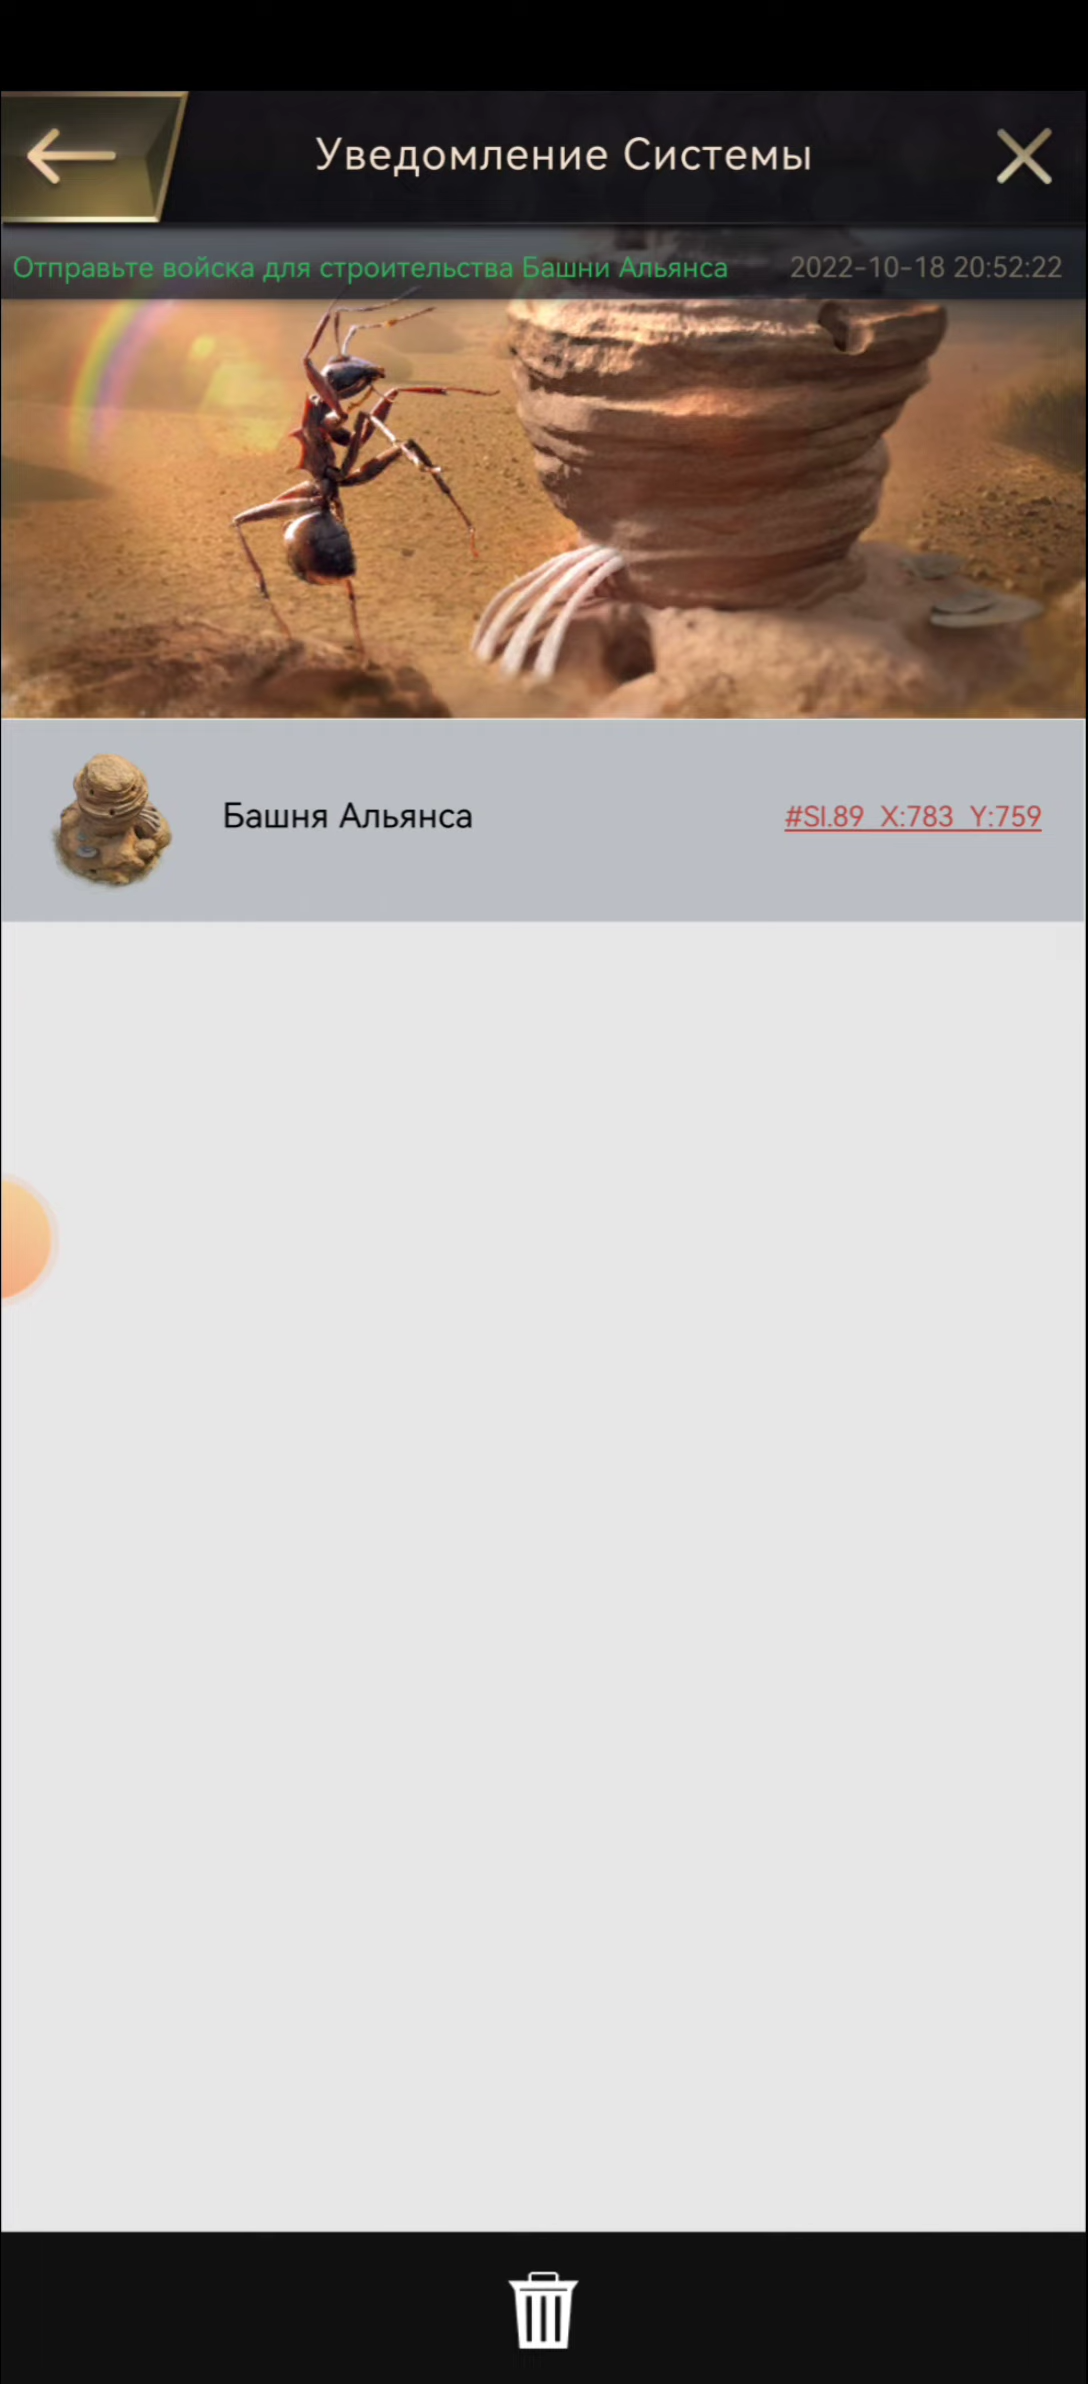 Уведомление Системы
Отправьте войска для строительства Башни Альянса 2022-10-18 20:52:22
Башня Альянса #SI.89 X:783 Y:759